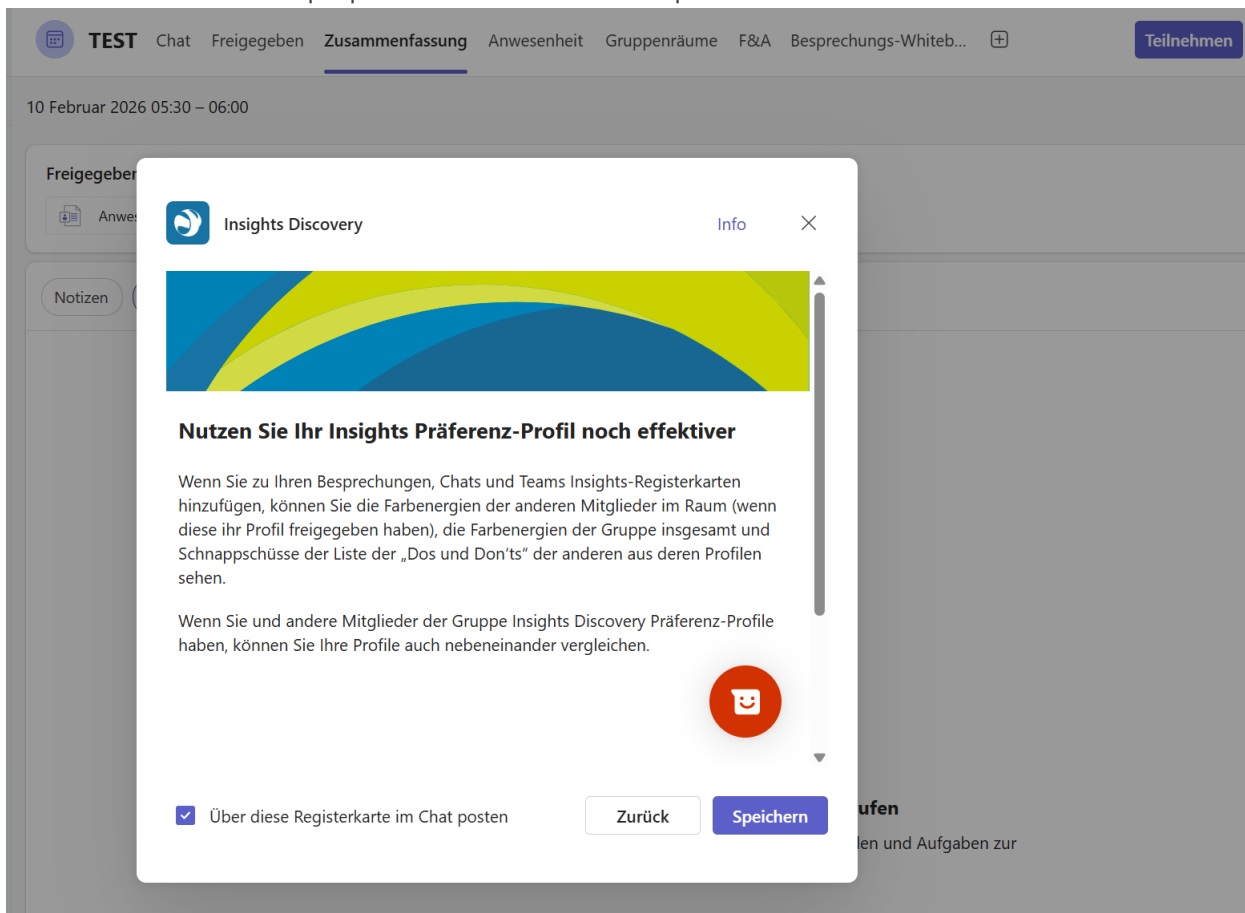 TEST Chat Freigegeben Zusammenfassung Anwesenheit Gruppenräume F&A Besprechungs-Whiteb... Teilnehmen
10 Februar 2026 05:30 – 06:00
Freigegeben
Insights Discovery Info
Notizen
Nutzen Sie Ihr Insights Präferenz-Profil noch effektiver
Wenn Sie zu Ihren Besprechungen, Chats und Teams Insights-Registerkarten
hinzufügen, können Sie die Farbenergien der anderen Mitglieder im Raum (wenn
diese ihr Profil freigegeben haben), die Farbenergien der Gruppe insgesamt und
Schnappschüsse der Liste der „Dos und Don'ts“ der anderen aus deren Profilen
sehen.
Wenn Sie und andere Mitglieder der Gruppe Insights Discovery Präferenz-Profile
haben, können Sie Ihre Profile auch nebeneinander vergleichen.
Über diese Registerkarte im Chat posten Zurück Speichern
ufen
und Aufgaben zur